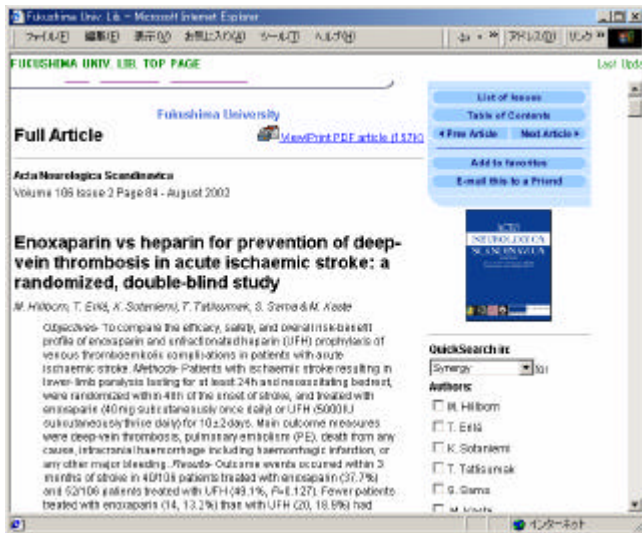 Fukushima Univ. Lib. - Microsoft Internet Explorer
ファイル(F) 編集(E) 表示(V) お気に入り(A) ツール(T) ヘルプ(H) アドレス(D) リンク »
FUKUSHIMA UNIV. LIB. TOP PAGE
Last Upda
Fukushima University
Full Article
View/Print PDF article (157K)
List of Issues
Table of Contents
Prev Article Next Article
Add to favorites
E-mail this to a Friend
Acta Neurologica Scandinavica
Volume 106 Issue 2 Page 84 - August 2002
ACTA
NEUROLOGICA
SCANDINAVICA
Enoxaparin vs heparin for prevention of deep-
vein thrombosis in acute ischaemic stroke: a
randomized, double-blind study
M. Hillbom, T. Erilä, K. Sotaniemi, T. Tatlisumak, S. Sarna & M. Kaste
Objectives- To compare the efficacy, safety, and overall risk-benefit
profile of enoxaparin and unfractionated heparin (UFH) prophylaxis of
venous thromboembolic complications in patients with acute
ischaemic stroke. Methods- Patients with ischaemic stroke resulting in
lower-limb paralysis lasting for at least 24h and necessitating bedrest,
were randomized within 48h of the onset of stroke, and treated with
enoxaparin (40mg subcutaneously once daily) or UFH (5000IU
subcutaneously thrice daily) for 10±2 days. Main outcome measures
were deep-vein thrombosis, pulmonary embolism (PE), death from any
cause, intracranial haemorrhage including haemorrhagic infarction, or
any other major bleeding. Results- Outcome events occurred within 3
months of stroke in 40/106 patients treated with enoxaparin (37.7%)
and 52/106 patients treated with UFH (49.1%, P=0.127). Fewer patients
treated with enoxaparin (14, 13.2%) than with UFH (20, 18.9%) had
QuickSearch in:
Synergy for
Authors:
M. Hillbom
T. Erilä
K. Sotaniemi
T. Tatlisumak
S. Sarna
M. Kaste
インターネット